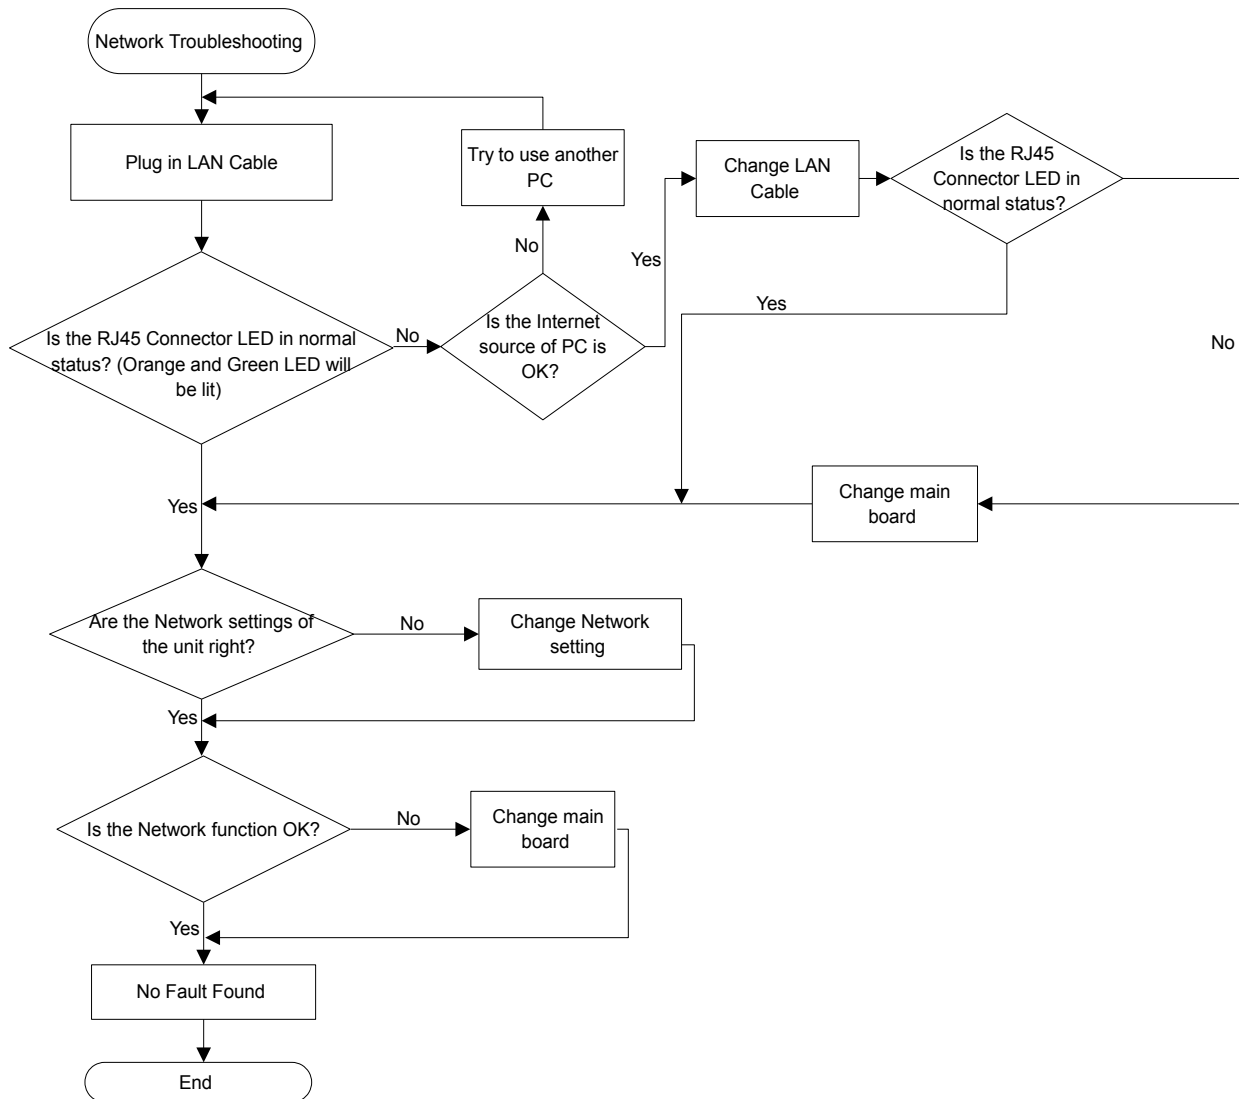 Network Troubleshooting
Plug in LAN Cable
Try to use another
PC
Change LAN
Cable
Is the RJ45
Connector LED in
normal status?
No
Yes
Is the RJ45 Connector LED in normal
status? (Orange and Green LED will
be lit)
No
Is the Internet
source of PC is
OK?
Yes
No
Yes
Change main
board
Are the Network settings of
the unit right?
No
Change Network
setting
Yes
Is the Network function OK?
No
Change main
board
Yes
No Fault Found
End